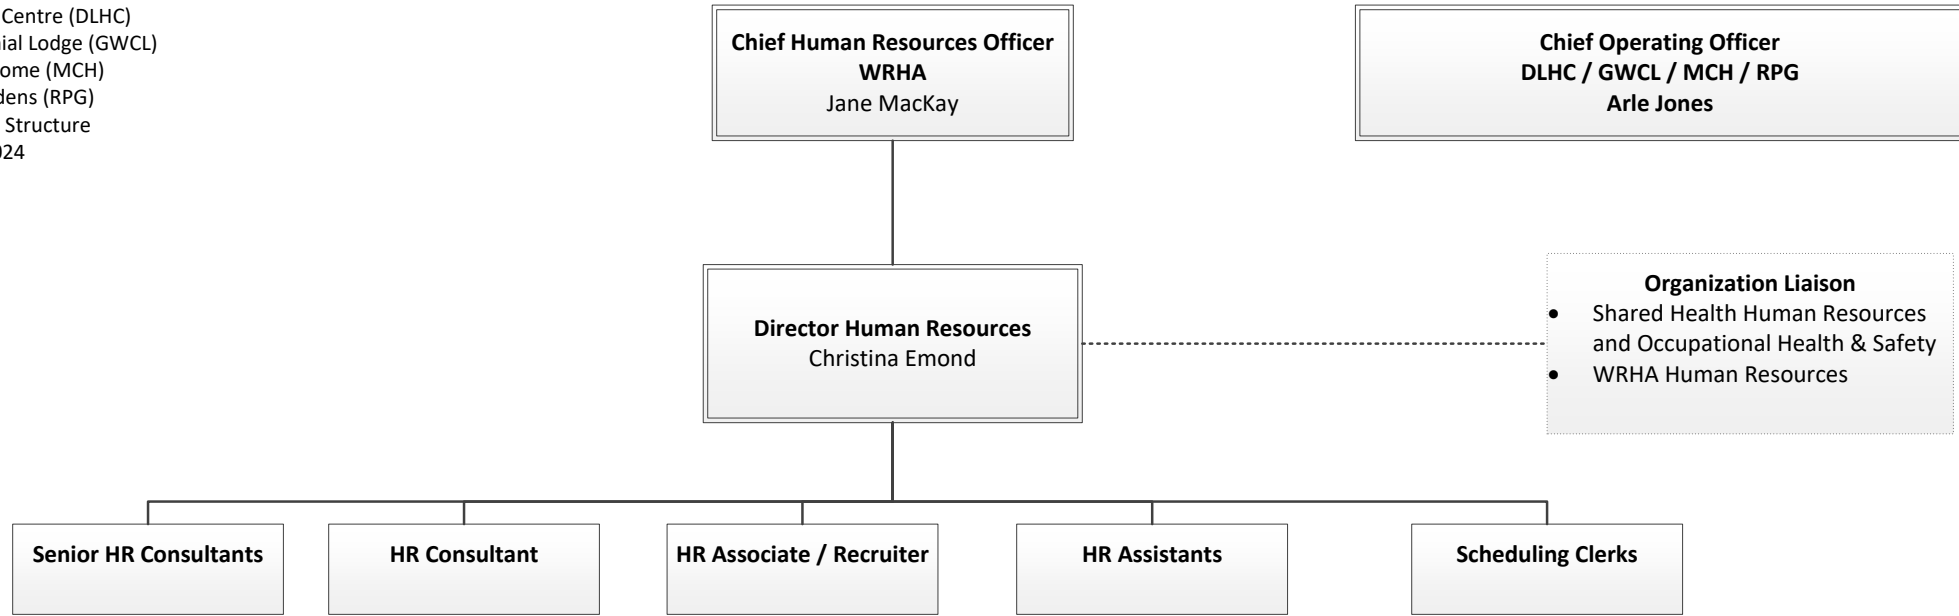 Centre (DLHC)
ial Lodge (GWCL)
ome (MCH)
dens (RPG)
Structure
024
Chief Human Resources Officer
WRHA
Jane MacKay
Chief Operating Officer
DLHC / GWCL / MCH / RPG
Arle Jones
Director Human Resources
Christina Emond
Organization Liaison
• Shared Health Human Resources
and Occupational Health & Safety
• WRHA Human Resources
Senior HR Consultants
HR Consultant
HR Associate / Recruiter
HR Assistants
Scheduling Clerks